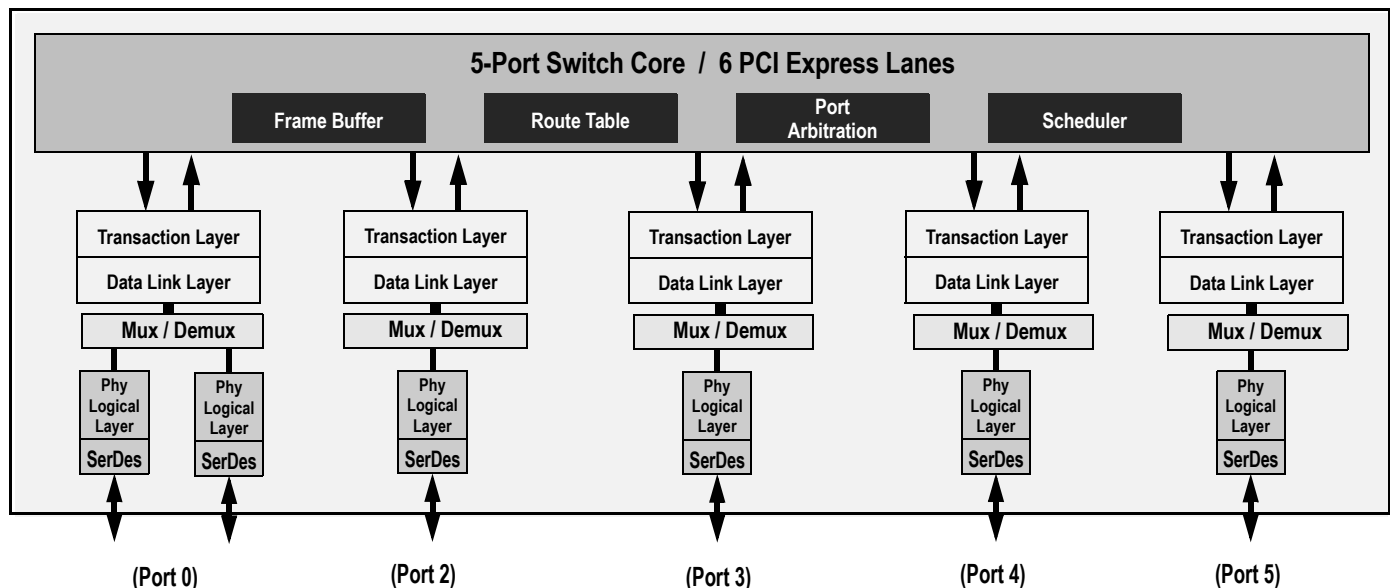 5-Port Switch Core / 6 PCI Express Lanes
Frame Buffer
Route Table
Port
Arbitration
Scheduler
Transaction Layer
Data Link Layer
Mux / Demux
Phy
Logical
Layer
SerDes
Phy
Logical
Layer
SerDes
(Port 0)
Transaction Layer
Data Link Layer
Mux / Demux
Phy
Logical
Layer
SerDes
(Port 2)
Transaction Layer
Data Link Layer
Mux / Demux
Phy
Logical
Layer
SerDes
(Port 3)
Transaction Layer
Data Link Layer
Mux / Demux
Phy
Logical
Layer
SerDes
(Port 4)
Transaction Layer
Data Link Layer
Mux / Demux
Phy
Logical
Layer
SerDes
(Port 5)